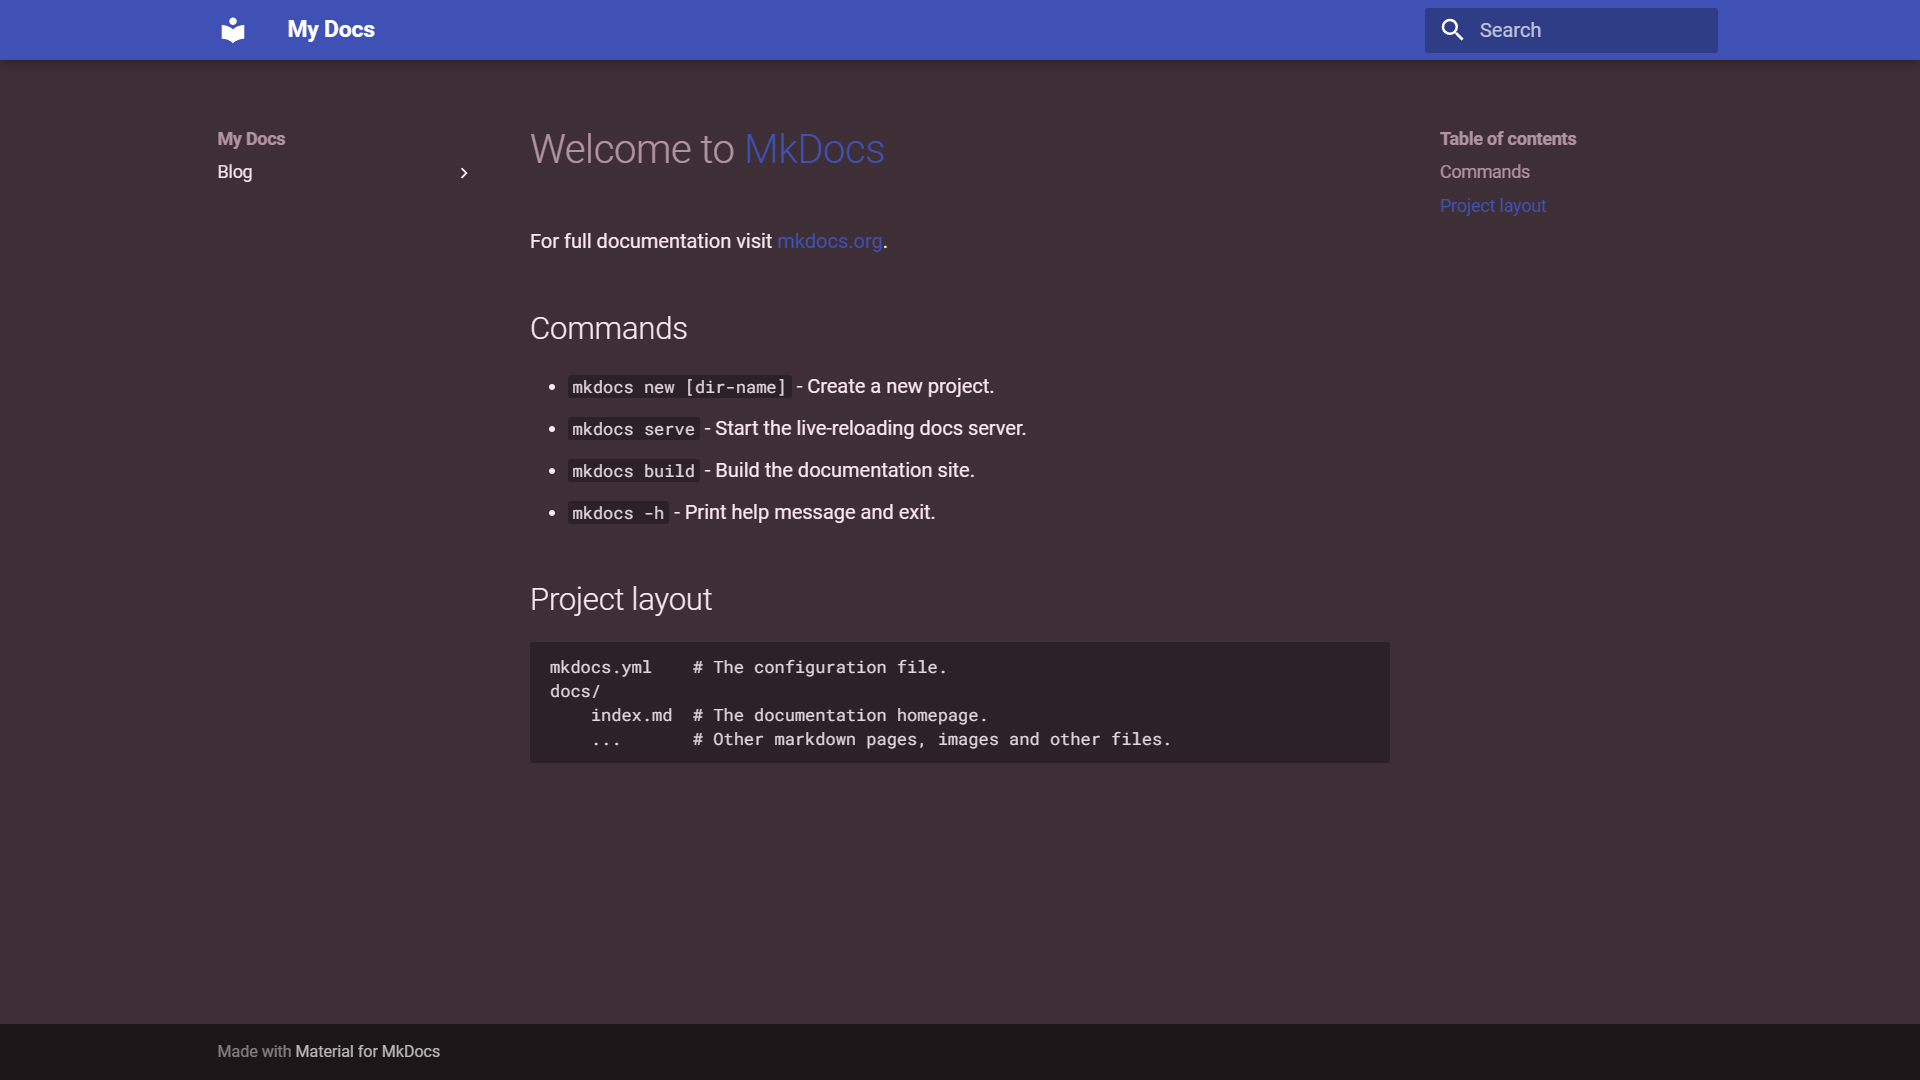 My Docs
Search
My Docs
Blog
Welcome to MkDocs
For full documentation visit mkdocs.org.
Commands
mkdocs new [dir-name] - Create a new project.
mkdocs serve - Start the live-reloading docs server.
mkdocs build - Build the documentation site.
mkdocs -h - Print help message and exit.
Project layout
mkdocs.yml    # The configuration file.
docs/
    index.md  # The documentation homepage.
    ...       # Other markdown pages, images and other files.
Table of contents
Commands
Project layout
Made with Material for MkDocs